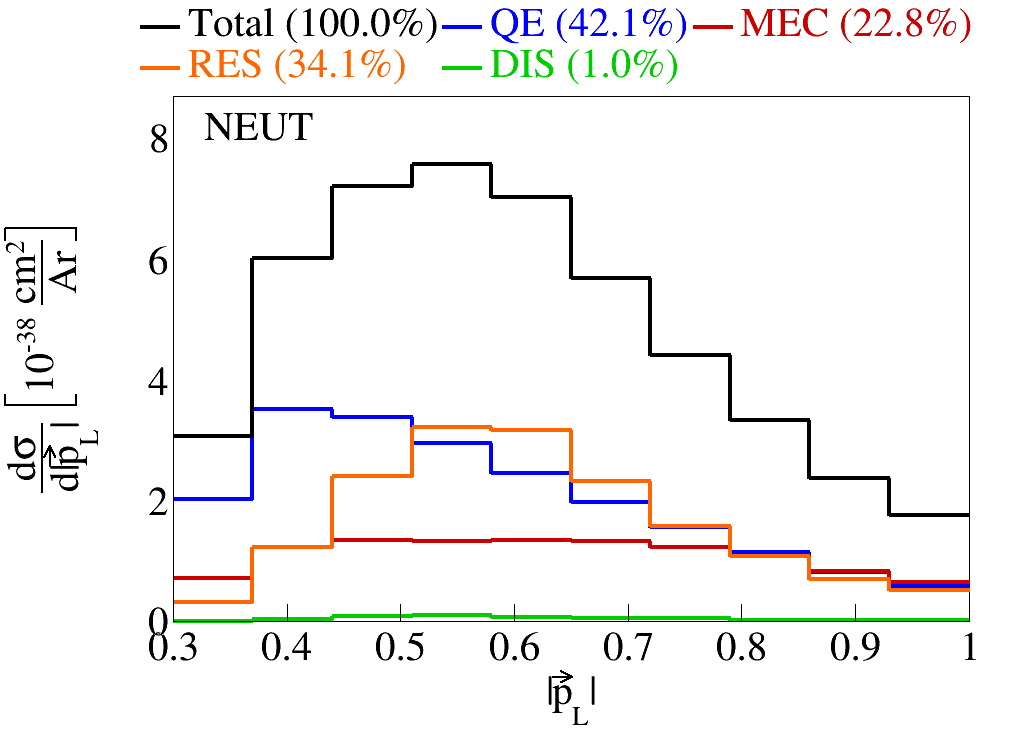 Total (100.0%) QE (42.1%) MEC (22.8%)
RES (34.1%) DIS (1.0%)
NEUT
8
6
4
2
0
0.3 0.4 0.5 0.6 0.7 0.8 0.9 1
|p⃗_L|
dσ/d|p⃗_L| [10^-38 cm²/Ar]